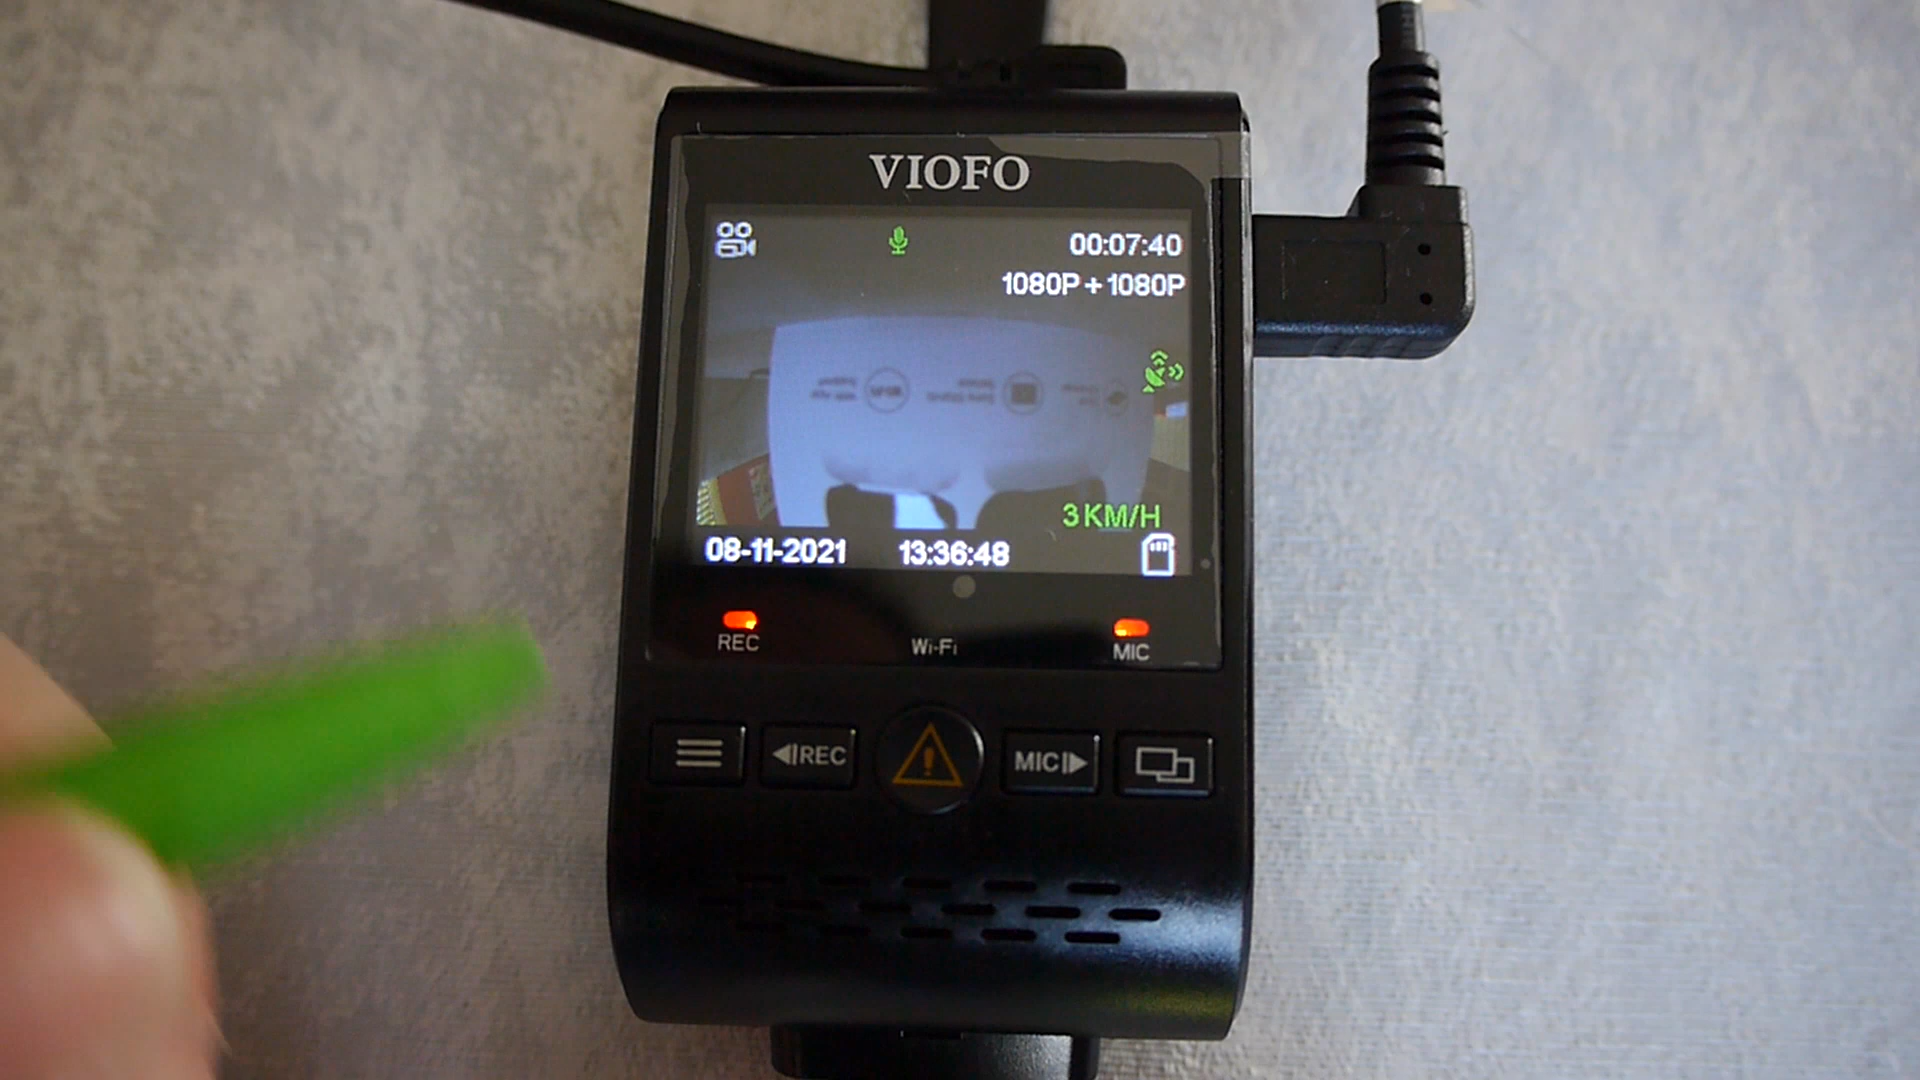 VIOFO
00:07:40
1080P + 1080P
3 KM/H
08-11-2021 13:36:48
REC Wi-Fi MIC
REC MIC